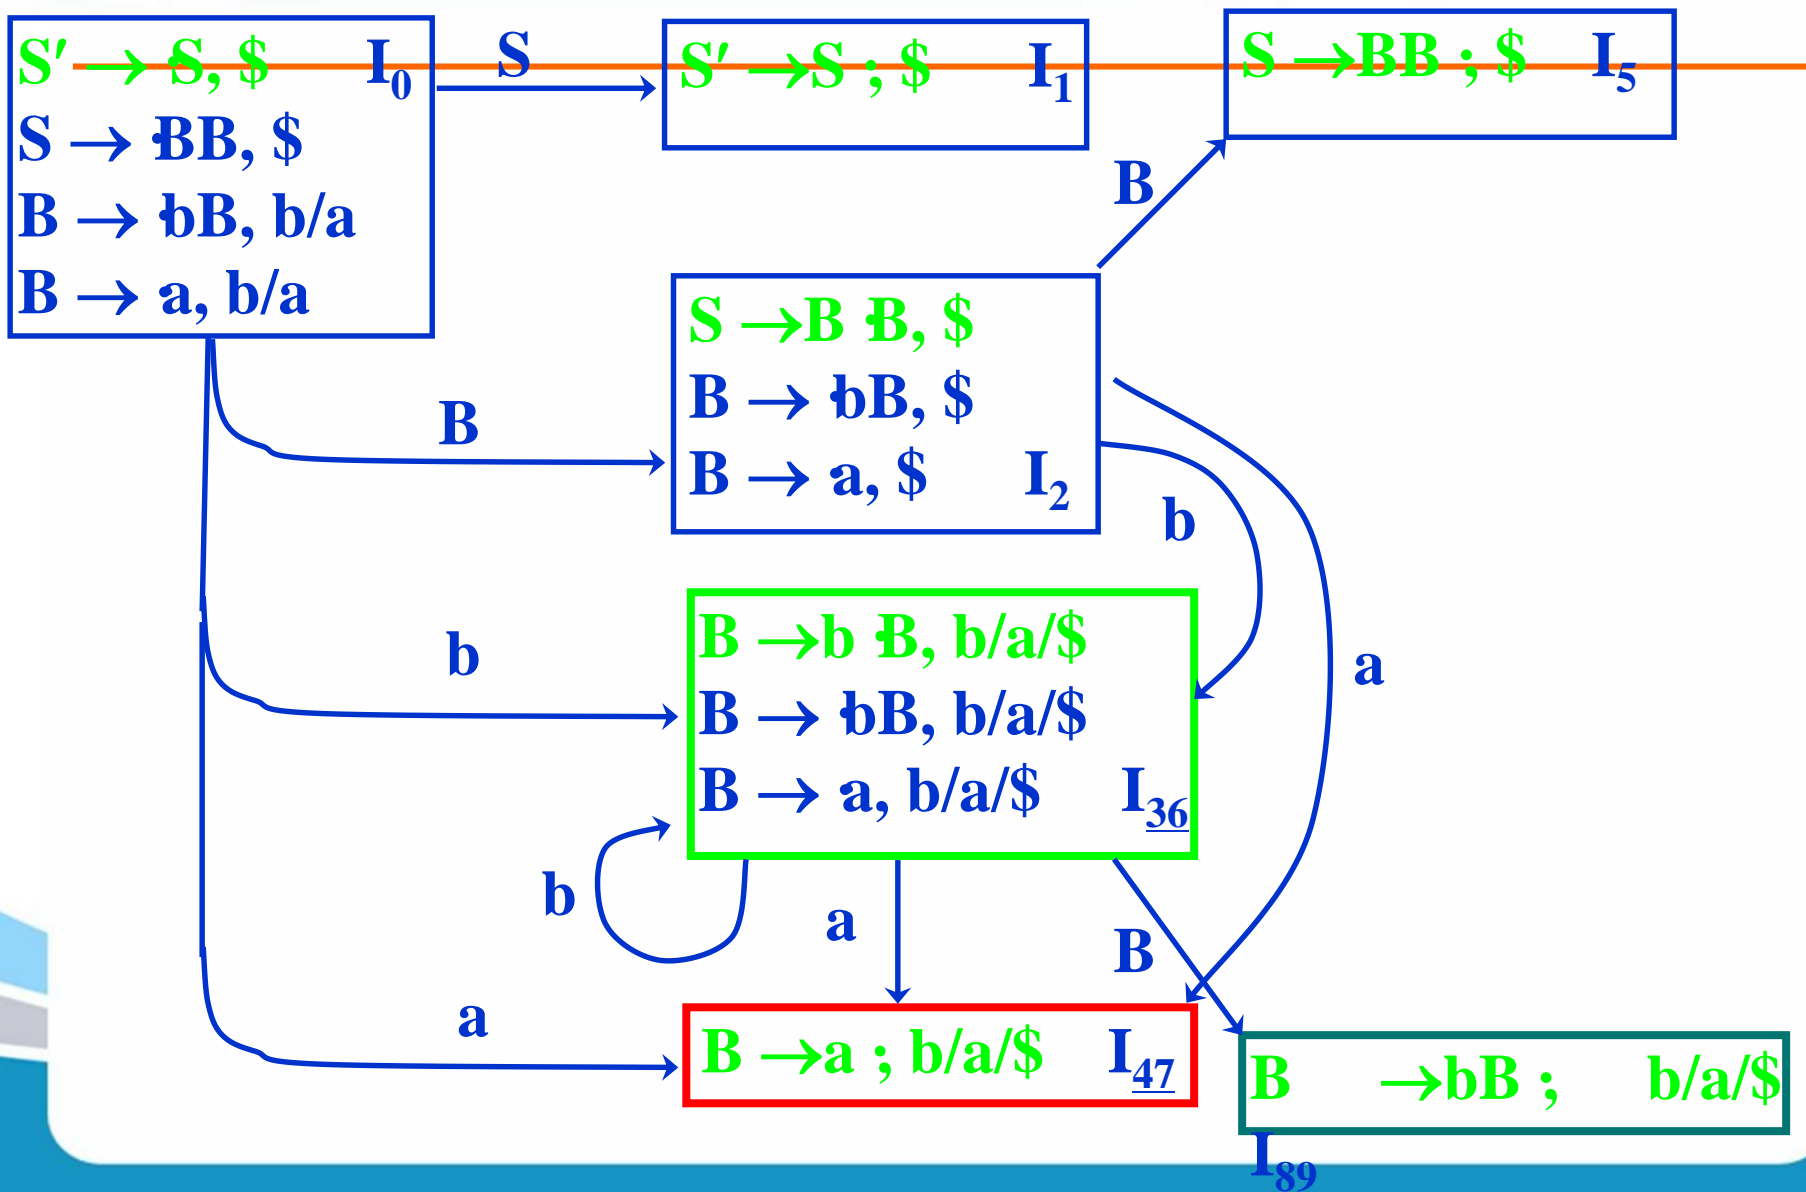 S′ → ·S, $ I0
S → ·BB, $
B → ·bB, b/a
B → ·a, b/a
S
S′ → S ·, $ I1
S → BB ·, $ I5
B
S → B ·B, $
B → ·bB, $
B → ·a, $ I2
B
b
a
B → b ·B, b/a/$
B → ·bB, b/a/$
B → ·a, b/a/$ I36
b
b
a
B
a
B → a ·, b/a/$ I47
B → bB ·, b/a/$
I89